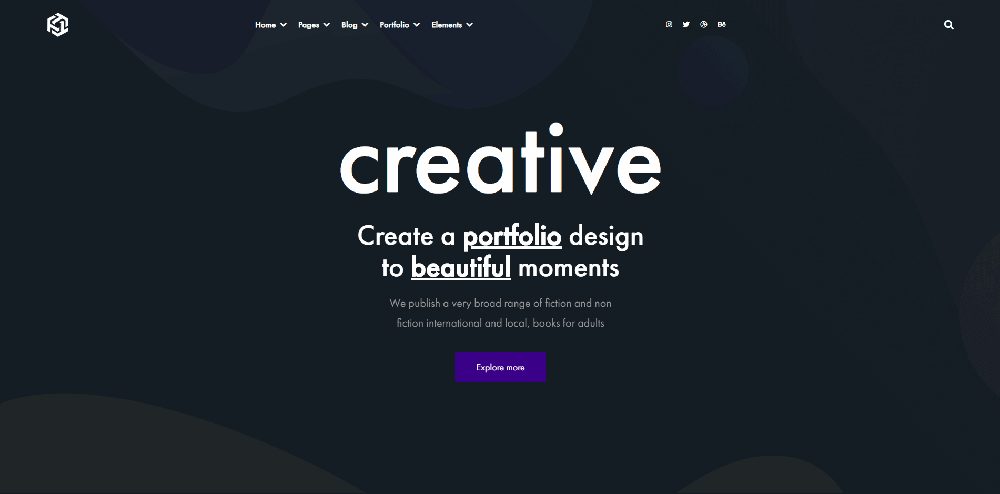 Home Pages Blog Portfolio Elements
creative
Create a portfolio design
to beautiful moments
We publish a very broad range of fiction and non
fiction international and local, books for adults
Explore more